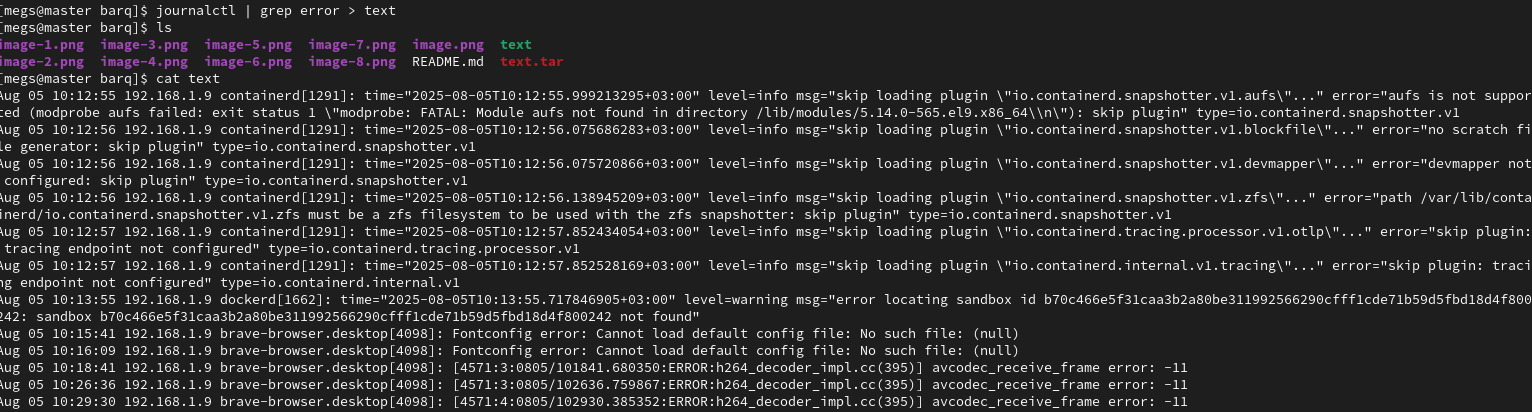 [megs@master barq]$ journalctl | grep error > text
[megs@master barq]$ ls
image-1.png  image-3.png  image-5.png  image-7.png  image.png  text
image-2.png  image-4.png  image-6.png  image-8.png  README.md  text.tar
[megs@master barq]$ cat text
Aug 05 10:12:55 192.168.1.9 containerd[1291]: time="2025-08-05T10:12:55.999213295+03:00" level=info msg="skip loading plugin \"io.containerd.snapshotter.v1.aufs\"..." error="aufs is not suppor
ted (modprobe aufs failed: exit status 1 \"modprobe: FATAL: Module aufs not found in directory /lib/modules/5.14.0-565.el9.x86_64\\n\"): skip plugin" type=io.containerd.snapshotter.v1
Aug 05 10:12:56 192.168.1.9 containerd[1291]: time="2025-08-05T10:12:56.075686283+03:00" level=info msg="skip loading plugin \"io.containerd.snapshotter.v1.blockfile\"..." error="no scratch fi
le generator: skip plugin" type=io.containerd.snapshotter.v1
Aug 05 10:12:56 192.168.1.9 containerd[1291]: time="2025-08-05T10:12:56.075720866+03:00" level=info msg="skip loading plugin \"io.containerd.snapshotter.v1.devmapper\"..." error="devmapper not
configured: skip plugin" type=io.containerd.snapshotter.v1
Aug 05 10:12:56 192.168.1.9 containerd[1291]: time="2025-08-05T10:12:56.138945209+03:00" level=info msg="skip loading plugin \"io.containerd.snapshotter.v1.zfs\"..." error="path /var/lib/conta
inerd/io.containerd.snapshotter.v1.zfs must be a zfs filesystem to be used with the zfs snapshotter: skip plugin" type=io.containerd.snapshotter.v1
Aug 05 10:12:57 192.168.1.9 containerd[1291]: time="2025-08-05T10:12:57.852434054+03:00" level=info msg="skip loading plugin \"io.containerd.tracing.processor.v1.otlp\"..." error="skip plugin:
tracing endpoint not configured" type=io.containerd.tracing.processor.v1
Aug 05 10:12:57 192.168.1.9 containerd[1291]: time="2025-08-05T10:12:57.852528169+03:00" level=info msg="skip loading plugin \"io.containerd.internal.v1.tracing\"..." error="skip plugin: traci
ng endpoint not configured" type=io.containerd.internal.v1
Aug 05 10:13:55 192.168.1.9 dockerd[1662]: time="2025-08-05T10:13:55.717846905+03:00" level=warning msg="error locating sandbox id b70c466e5f31caa3b2a80be311992566290cfff1cde71b59d5fbd18d4f800
242: sandbox b70c466e5f31caa3b2a80be311992566290cfff1cde71b59d5fbd18d4f800242 not found"
Aug 05 10:15:41 192.168.1.9 brave-browser.desktop[4098]: Fontconfig error: Cannot load default config file: No such file: (null)
Aug 05 10:16:09 192.168.1.9 brave-browser.desktop[4098]: Fontconfig error: Cannot load default config file: No such file: (null)
Aug 05 10:18:41 192.168.1.9 brave-browser.desktop[4098]: [4571:3:0805/101841.680350:ERROR:h264_decoder_impl.cc(395)] avcodec_receive_frame error: -11
Aug 05 10:26:36 192.168.1.9 brave-browser.desktop[4098]: [4571:3:0805/102636.759867:ERROR:h264_decoder_impl.cc(395)] avcodec_receive_frame error: -11
Aug 05 10:29:30 192.168.1.9 brave-browser.desktop[4098]: [4571:4:0805/102930.385352:ERROR:h264_decoder_impl.cc(395)] avcodec_receive_frame error: -11